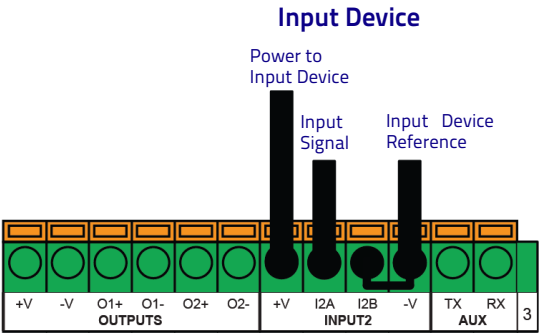 Input Device
Power to
Input Device
Input
Signal
Input Device
Reference
+V -V O1+ O1- O2+ O2- +V I2A I2B -V TX RX
OUTPUTS INPUT2 AUX 3